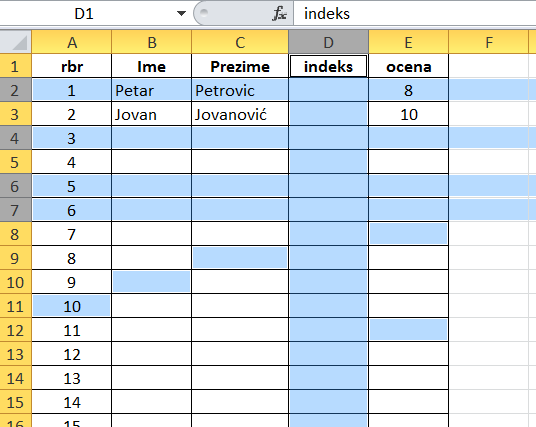 D1 fx indeks
A B C D E F
1 rbr Ime Prezime indeks ocena
2 1 Petar Petrovic 8
3 2 Jovan Jovanović 10
4 3
5 4
6 5
7 6
8 7
9 8
10 9
11 10
12 11
13 12
14 13
15 14
16 15